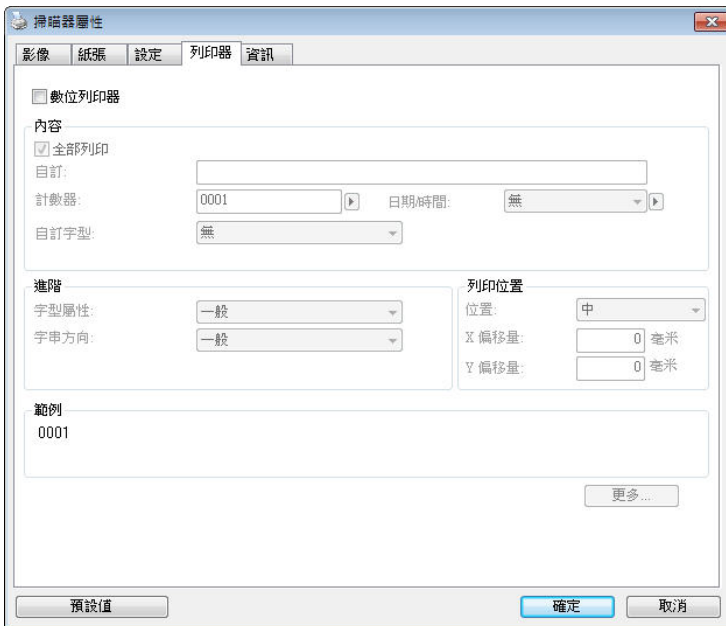 掃瞄器屬性
影像 紙張 設定 列印器 資訊
數位列印器
內容
全部列印
自訂:
計數器: 0001 日期/時間: 無
自訂字型: 無
進階
字型屬性: 一般
字串方向: 一般
列印位置
位置: 中
X 偏移量: 0 毫米
Y 偏移量: 0 毫米
範例
0001
更多...
預設值 確定 取消